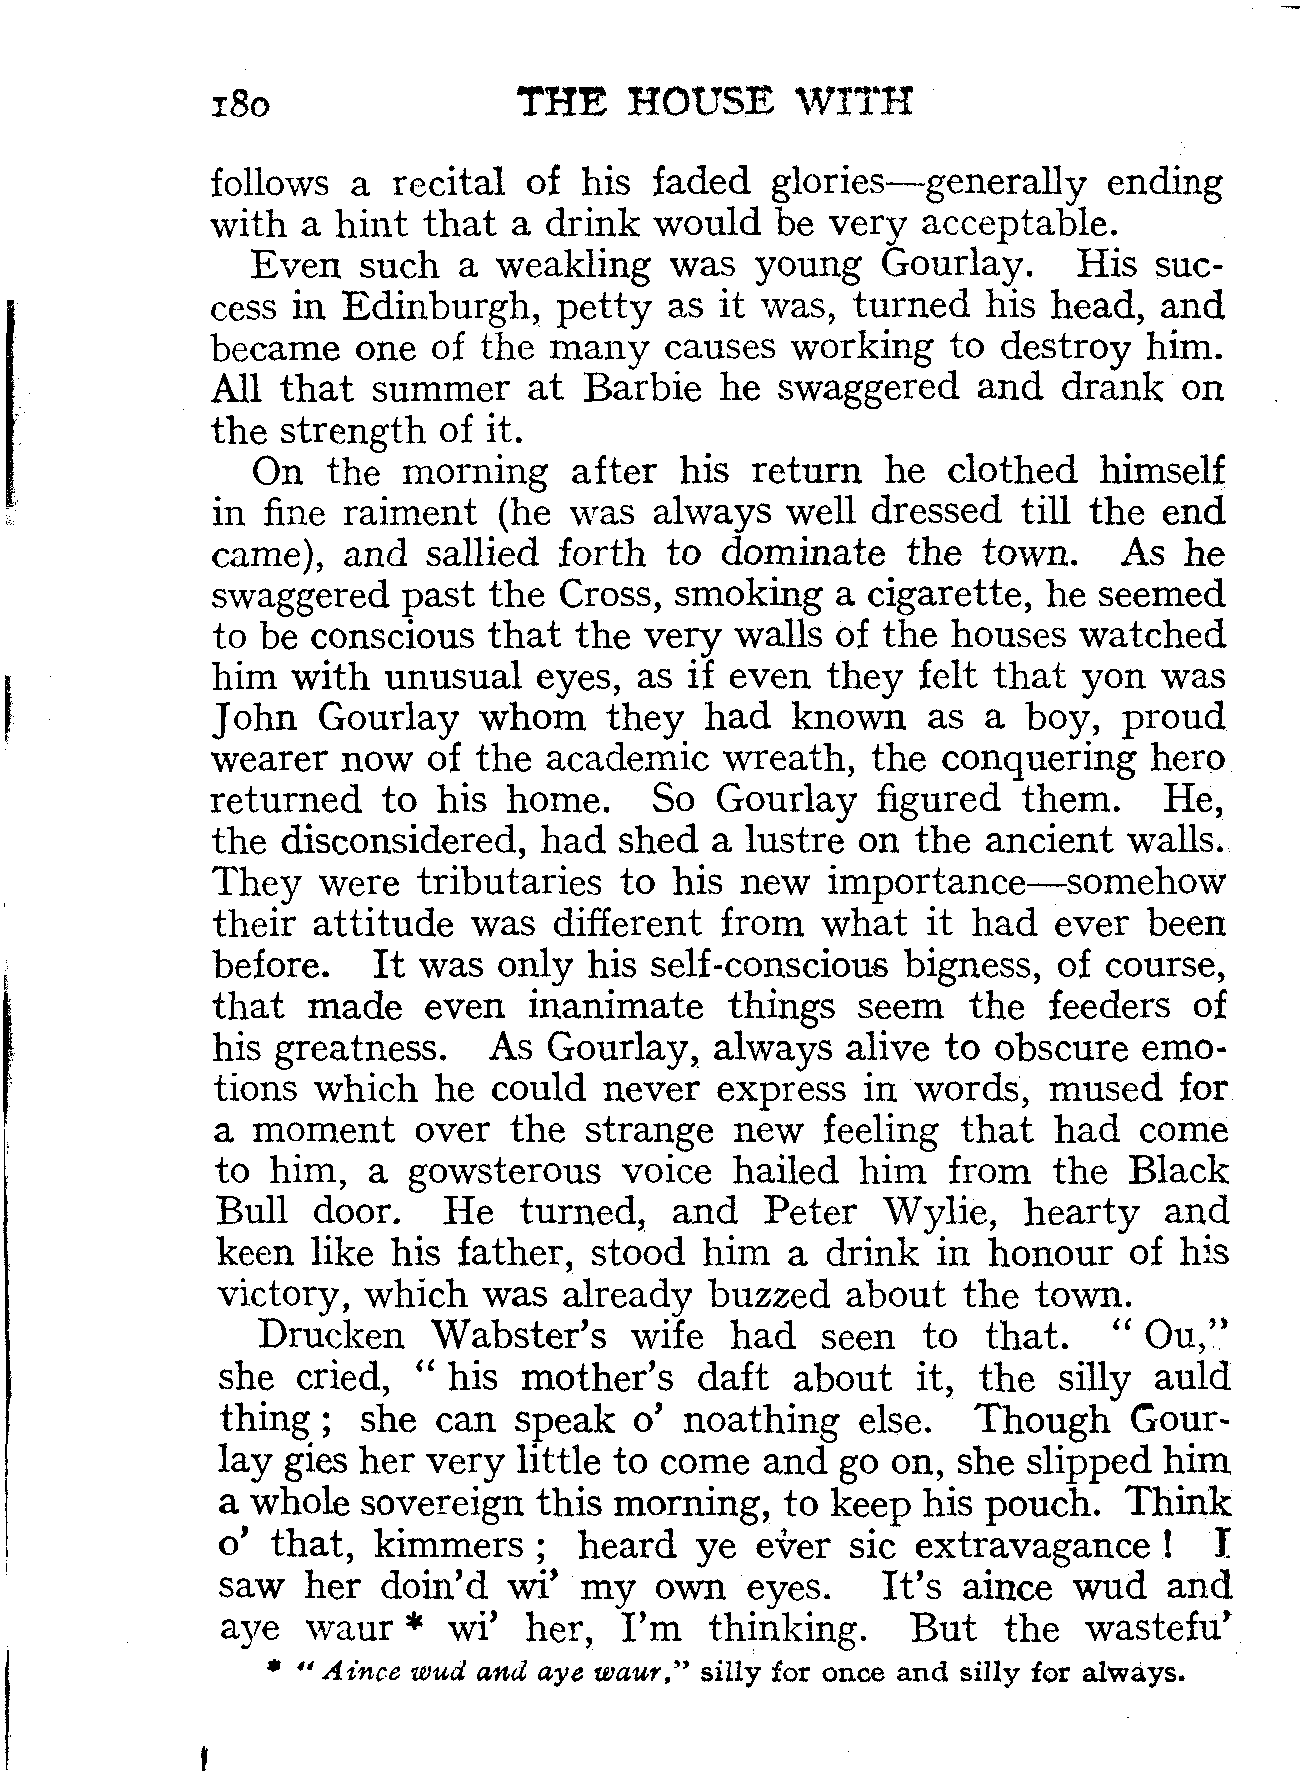 180 THE HOUSE WITH
follows a recital of his faded glories—generally ending
with a hint that a drink would be very acceptable.
Even such a weakling was young Gourlay. His suc-
cess in Edinburgh, petty as it was, turned his head, and
became one of the many causes working to destroy him.
All that summer at Barbie he swaggered and drank on
the strength of it.
On the morning after his return he clothed himself
in fine raiment (he was always well dressed till the end
came), and sallied forth to dominate the town. As he
swaggered past the Cross, smoking a cigarette, he seemed
to be conscious that the very walls of the houses watched
him with unusual eyes, as if even they felt that yon was
John Gourlay whom they had known as a boy, proud
wearer now of the academic wreath, the conquering hero
returned to his home. So Gourlay figured them. He,
the disconsidered, had shed a lustre on the ancient walls.
They were tributaries to his new importance—somehow
their attitude was different from what it had ever been
before. It was only his self-conscious bigness, of course,
that made even inanimate things seem the feeders of
his greatness. As Gourlay, always alive to obscure emo-
tions which he could never express in words, mused for
a moment over the strange new feeling that had come
to him, a gowsterous voice hailed him from the Black
Bull door. He turned, and Peter Wylie, hearty and
keen like his father, stood him a drink in honour of his
victory, which was already buzzed about the town.
Drucken Wabster's wife had seen to that. "Ou,"
she cried, "his mother's daft about it, the silly auld
thing; she can speak o' noathing else. Though Gour-
lay gies her very little to come and go on, she slipped him
a whole sovereign this morning, to keep his pouch. Think
o' that, kimmers; heard ye ever sic extravagance! I
saw her doin'd wi' my own eyes. It's aince wud and
aye waur * wi' her, I'm thinking. But the wastefu'
* "Aince wud and aye waur," silly for once and silly for always.